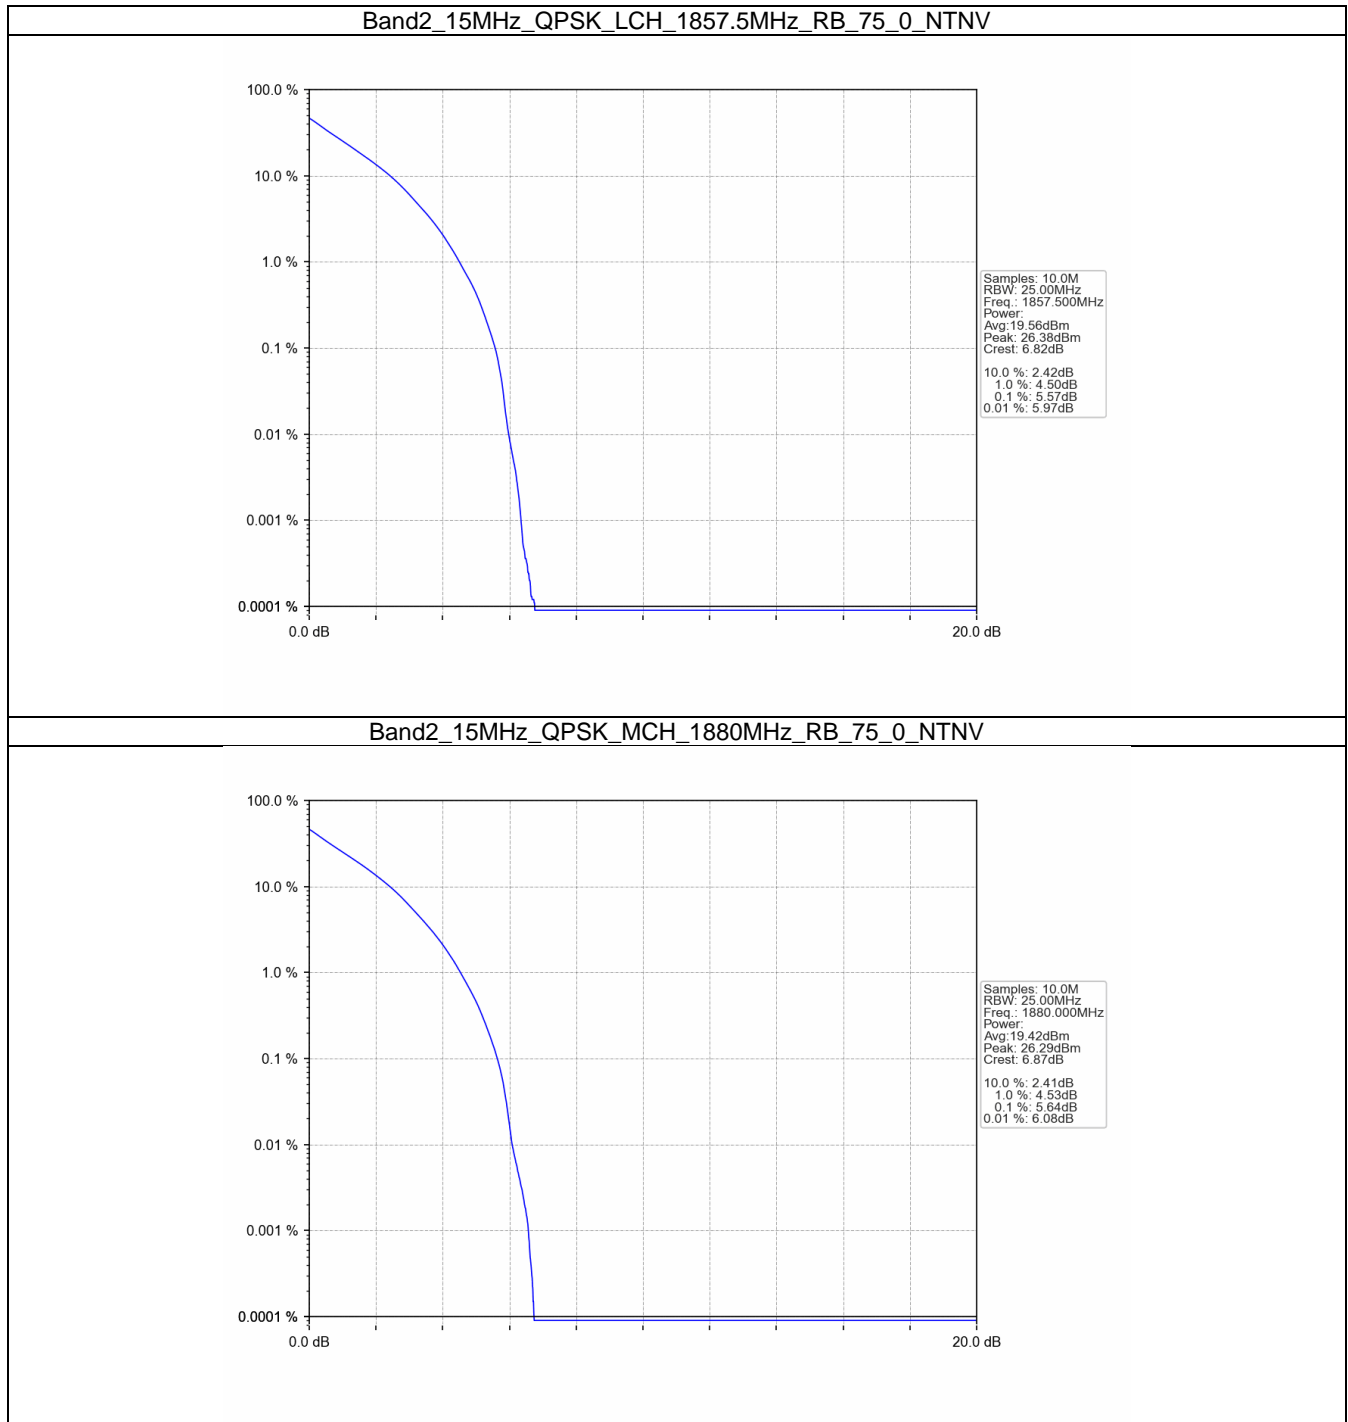 Band2_15MHz_QPSK_LCH_1857.5MHz_RB_75_0_NTNV
100.0 %
10.0 %
1.0 %
0.1 %
0.01 %
0.001 %
0.0001 %
0.0 dB
20.0 dB
Samples: 10.0M
RBW: 25.00MHz
Freq.: 1857.500MHz
Power:
Avg:19.56dBm
Peak: 26.38dBm
Crest: 6.82dB
10.0 %: 2.42dB
1.0 %: 4.50dB
0.1 %: 5.57dB
0.01 %: 5.97dB
Band2_15MHz_QPSK_MCH_1880MHz_RB_75_0_NTNV
100.0 %
10.0 %
1.0 %
0.1 %
0.01 %
0.001 %
0.0001 %
0.0 dB
20.0 dB
Samples: 10.0M
RBW: 25.00MHz
Freq.: 1880.000MHz
Power:
Avg:19.42dBm
Peak: 26.29dBm
Crest: 6.87dB
10.0 %: 2.41dB
1.0 %: 4.53dB
0.1 %: 5.64dB
0.01 %: 6.08dB